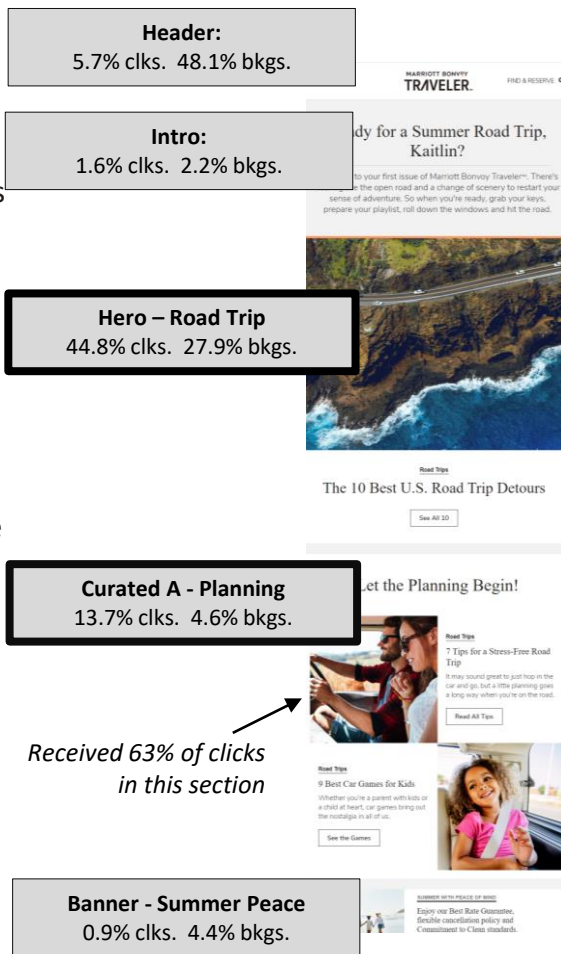 Header:
5.7% clks. 48.1% bkgs.
MARRIOTT BONVOY
TRAVELER
FIND & RESERVE
Intro:
1.6% clks. 2.2% bkgs.
dy for a Summer Road Trip,
Kaitlin?
to your first issue of Marriott Bonvoy Traveler℠. There's
the open road and a change of scenery to restart your
sense of adventure. So when you're ready, grab your keys,
prepare your playlist, roll down the windows and hit the road.
s
Hero – Road Trip
44.8% clks. 27.9% bkgs.
Road Trips
The 10 Best U.S. Road Trip Detours
See All 10
e
Curated A - Planning
13.7% clks. 4.6% bkgs.
Let the Planning Begin!
Road Trips
7 Tips for a Stress-Free Road
Trip
It may sound great to just hop in the
car and go, but a little planning goes
a long way when you're on the road.
Read All Tips
Received 63% of clicks
in this section
Road Trips
9 Best Car Games for Kids
Whether you're a parent with kids or
a child at heart, car games bring out
the nostalgia in all of us.
See the Games
Banner - Summer Peace
0.9% clks. 4.4% bkgs.
SUMMER WITH PEACE OF MIND
Enjoy our Best Rate Guarantee,
flexible cancellation policy and
Commitment to Clean standards.